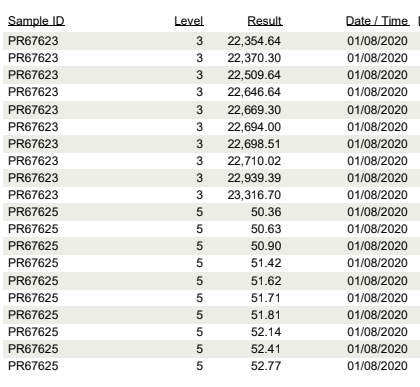 Sample ID Level Result Date / Time
PR67623 3 22,354.64 01/08/2020
PR67623 3 22,370.30 01/08/2020
PR67623 3 22,509.64 01/08/2020
PR67623 3 22,646.64 01/08/2020
PR67623 3 22,669.30 01/08/2020
PR67623 3 22,694.00 01/08/2020
PR67623 3 22,698.51 01/08/2020
PR67623 3 22,710.02 01/08/2020
PR67623 3 22,939.39 01/08/2020
PR67623 3 23,316.70 01/08/2020
PR67625 5 50.36 01/08/2020
PR67625 5 50.63 01/08/2020
PR67625 5 50.90 01/08/2020
PR67625 5 51.42 01/08/2020
PR67625 5 51.62 01/08/2020
PR67625 5 51.71 01/08/2020
PR67625 5 51.81 01/08/2020
PR67625 5 52.14 01/08/2020
PR67625 5 52.41 01/08/2020
PR67625 5 52.77 01/08/2020